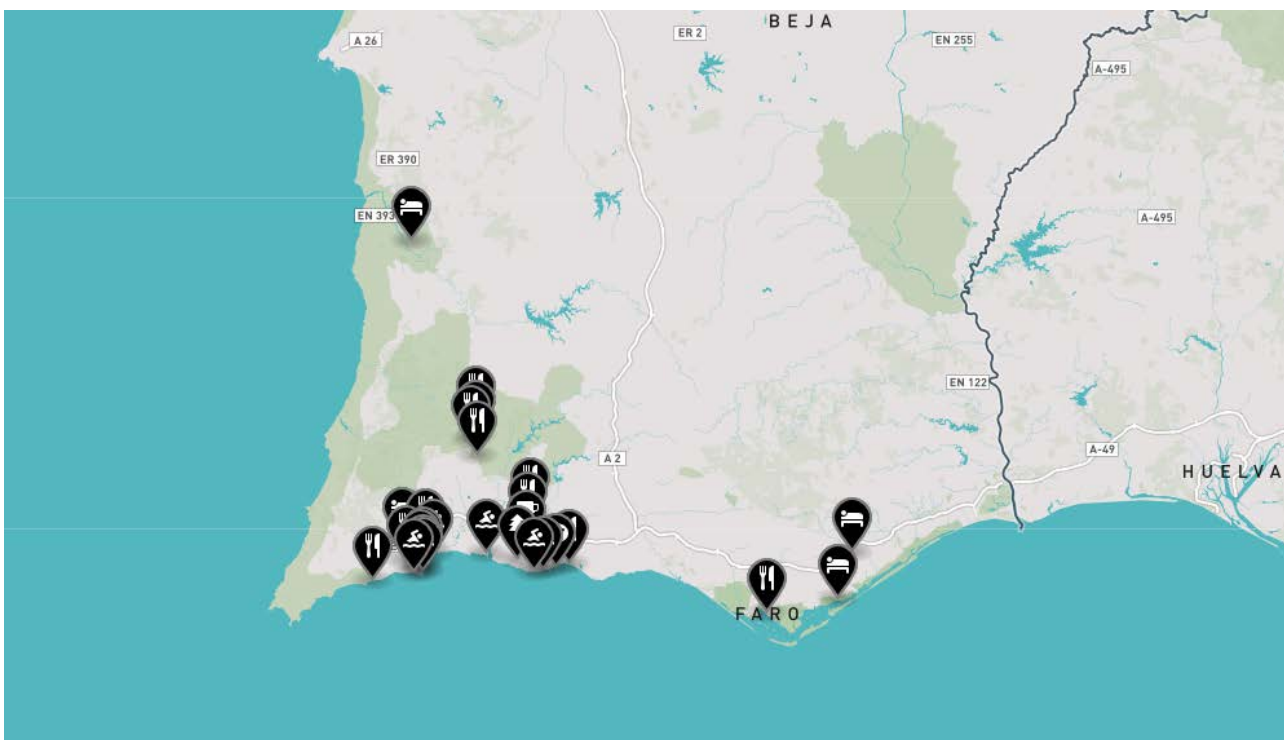 BEJA
A 26
ER 2
EN 255
A-495
ER 390
EN 393
A-495
EN 122
A 2
A-49
HUELVA
FARO